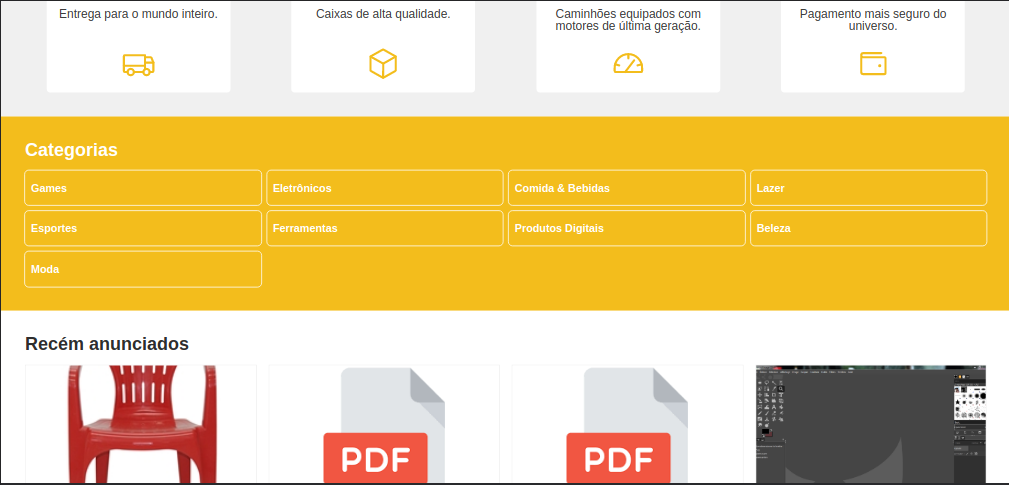 Entrega para o mundo inteiro.
Caixas de alta qualidade.
Caminhões equipados com
motores de última geração.
Pagamento mais seguro do
universo.
Categorias
Games
Eletrônicos
Comida & Bebidas
Lazer
Esportes
Ferramentas
Produtos Digitais
Beleza
Moda
Recém anunciados
PDF
PDF